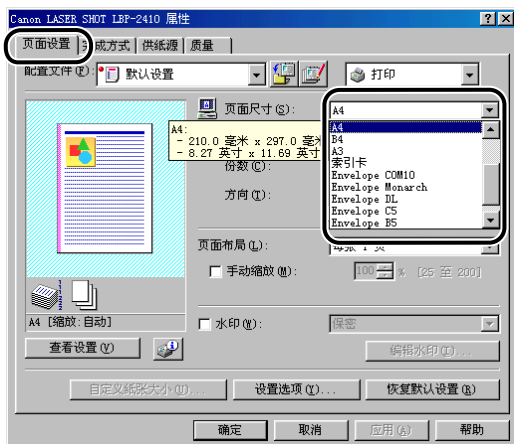 Canon LASER SHOT LBP-2410 属性
页面设置 完成方式 供纸源 质量
配置文件(F): 默认设置 打印
页面尺寸(S): A4
A4:
- 210.0 毫米 x 297.0 毫米
- 8.27 英寸 x 11.69 英寸
A4
B4
A3
索引卡
Envelope COM10
Envelope Monarch
Envelope DL
Envelope C5
Envelope B5
份数(C):
方向(T):
页面布局(L): 每张 1 页
手动缩放(M): 100 % [25 至 200]
A4 [缩放:自动]
水印(W): 保密
查看设置(V) 编辑水印(I)...
自定义纸张大小(U)... 设置选项(Y)... 恢复默认设置(R)
确定 取消 应用(A) 帮助